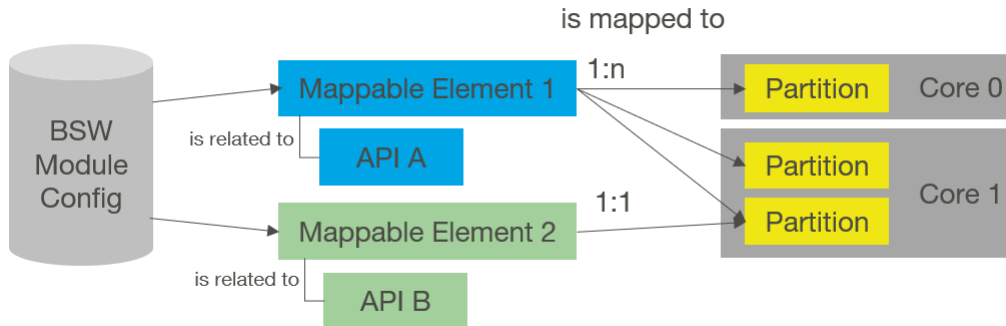 is mapped to
BSW
Module
Config
Mappable Element 1
1:n
Partition
Core 0
is related to
API A
Partition
Core 1
Partition
Mappable Element 2
1:1
is related to
API B